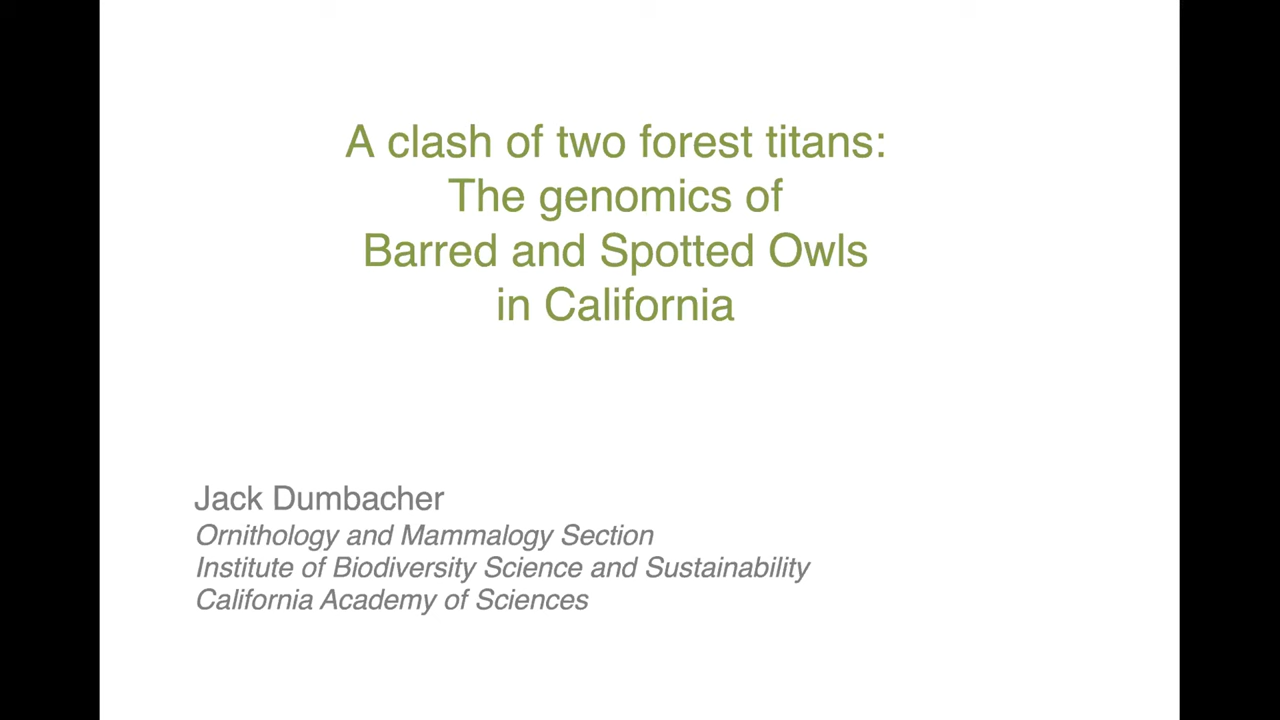 A clash of two forest titans:
The genomics of
Barred and Spotted Owls
in California
Jack Dumbacher
Ornithology and Mammalogy Section
Institute of Biodiversity Science and Sustainability
California Academy of Sciences